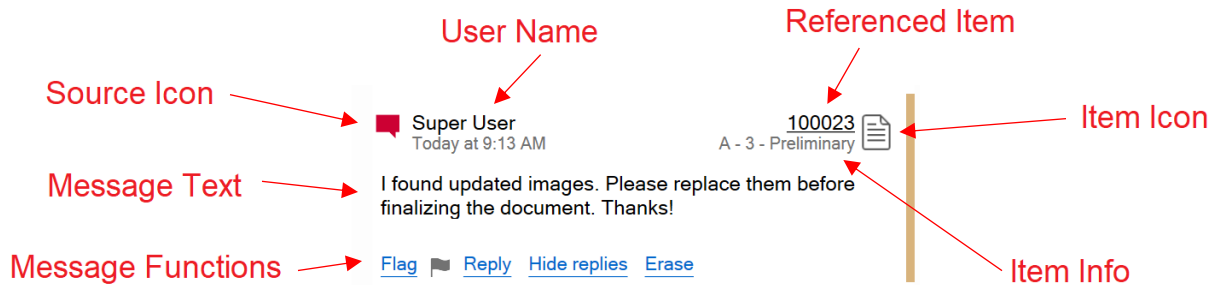 User Name
Referenced Item
Source Icon
Super User
100023
Item Icon
Today at 9:13 AM
A - 3 - Preliminary
Message Text
I found updated images. Please replace them before
finalizing the document. Thanks!
Message Functions
Flag Reply Hide replies Erase
Item Info